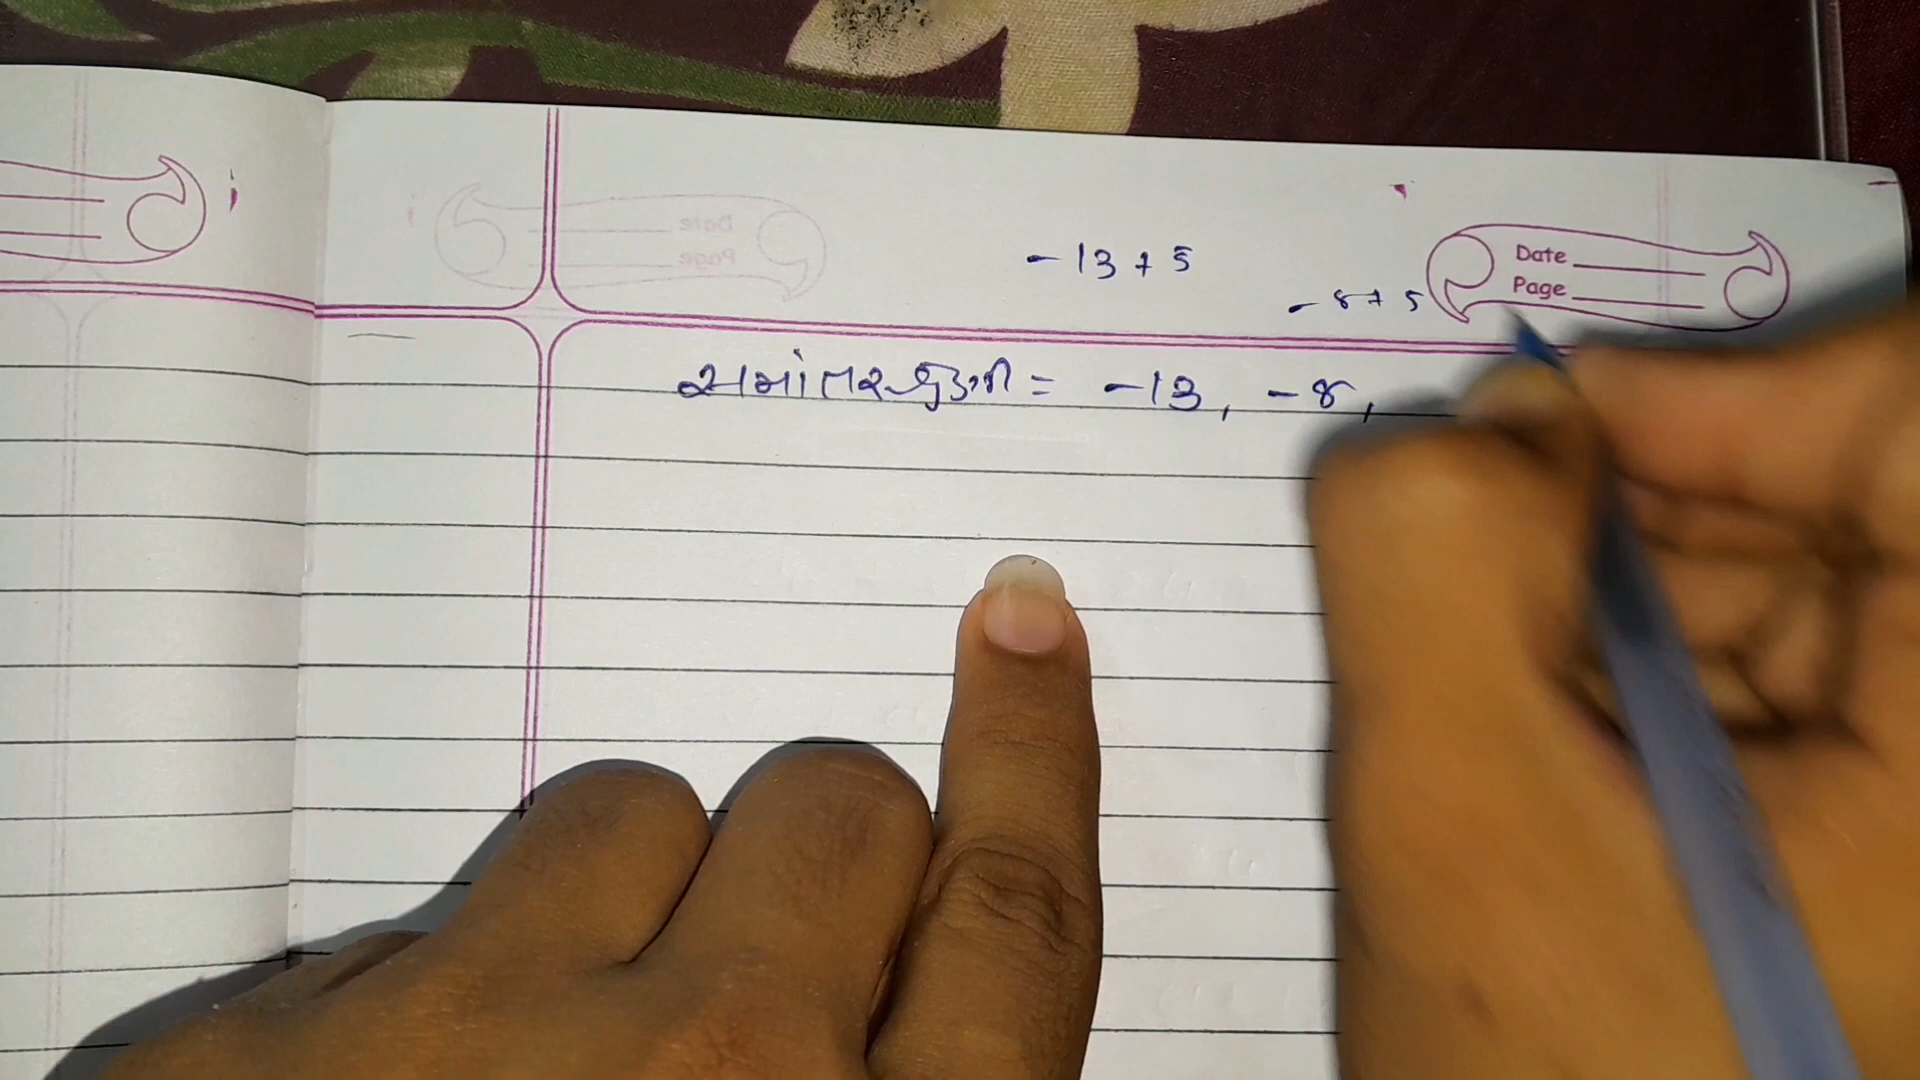 -13 + 5
Date
Page
-8 + 5
સમાંતર શ્રેણી = -13, -8,